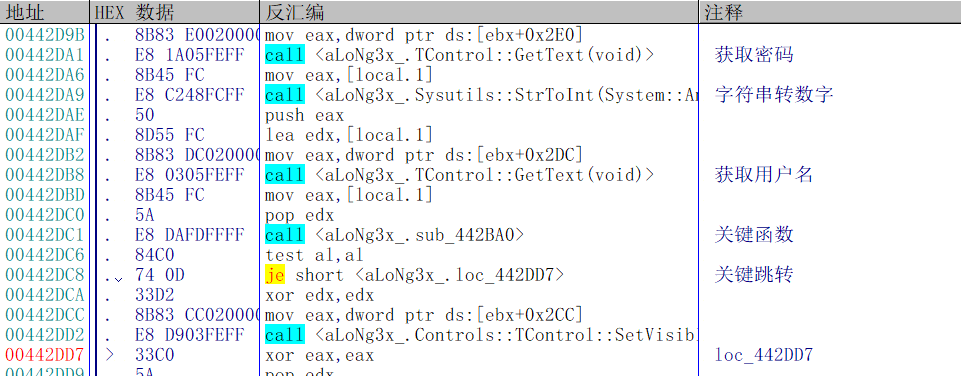 地址 HEX 数据 反汇编 注释
00442D9B . 8B83 E0020000 mov eax,dword ptr ds:[ebx+0x2E0]
00442DA1 . E8 1A05FEFF call <aLoNg3x_.TControl::GetText(void)> 获取密码
00442DA6 . 8B45 FC mov eax,[local.1]
00442DA9 . E8 C248FCFF call <aLoNg3x_.Sysutils::StrToInt(System::An 字符串转数字
00442DAE . 50 push eax
00442DAF . 8D55 FC lea edx,[local.1]
00442DB2 . 8B83 DC020000 mov eax,dword ptr ds:[ebx+0x2DC]
00442DB8 . E8 0305FEFF call <aLoNg3x_.TControl::GetText(void)> 获取用户名
00442DBD . 8B45 FC mov eax,[local.1]
00442DC0 . 5A pop edx
00442DC1 . E8 DAFDFFFF call <aLoNg3x_.sub_442BA0> 关键函数
00442DC6 . 84C0 test al,al
00442DC8 . 74 0D je short <aLoNg3x_.loc_442DD7> 关键跳转
00442DCA . 33D2 xor edx,edx
00442DCC . 8B83 CC020000 mov eax,dword ptr ds:[ebx+0x2CC]
00442DD2 . E8 D903FEFF call <aLoNg3x_.Controls::TControl::SetVisibl
00442DD7 > 33C0 xor eax,eax loc_442DD7
00442DD9 . 5A pop edx